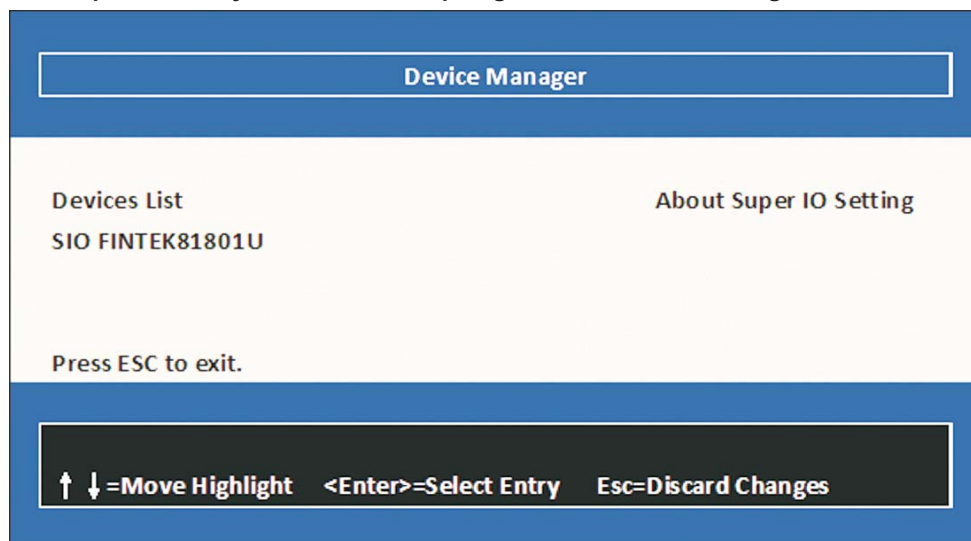 Device Manager
Devices List About Super IO Setting
SIO FINTEK81801U
Press ESC to exit.
↑ ↓=Move Highlight <Enter>=Select Entry Esc=Discard Changes